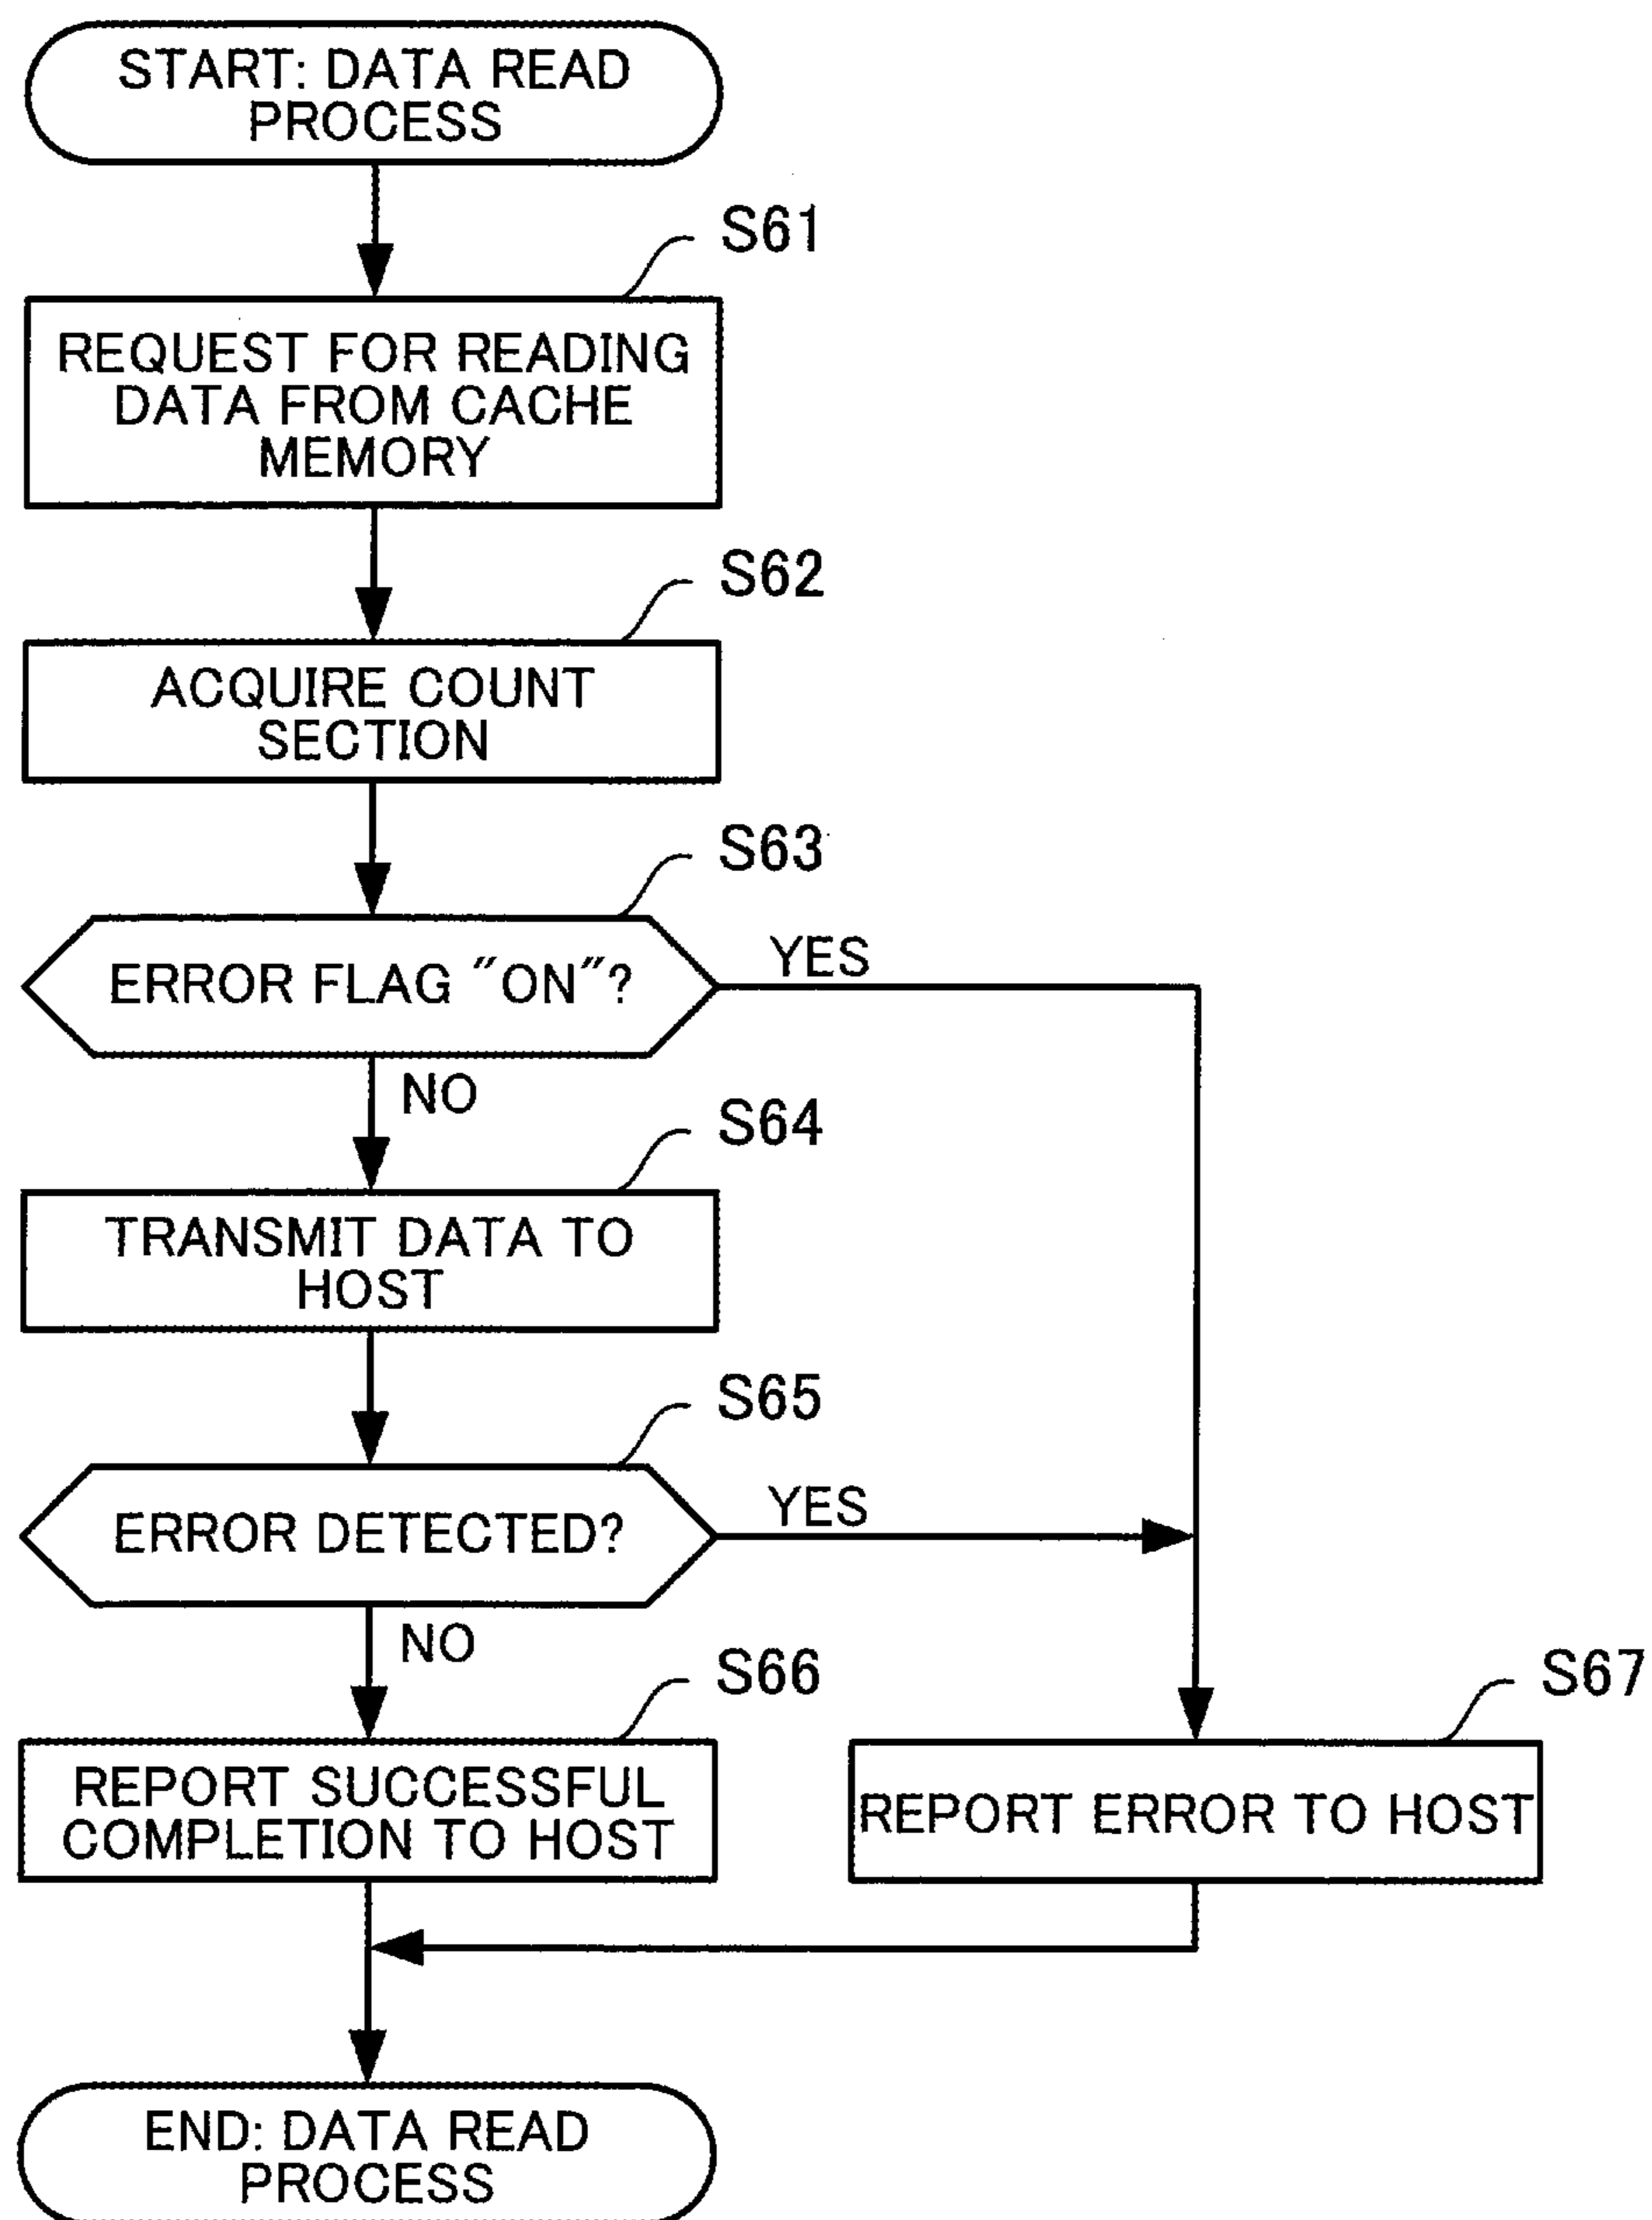 START: DATA READ
PROCESS
S61
REQUEST FOR READING
DATA FROM CACHE
MEMORY
S62
ACQUIRE COUNT
SECTION
S63
ERROR FLAG "ON"?
YES
NO
S64
TRANSMIT DATA TO
HOST
S65
ERROR DETECTED?
YES
NO
S66
REPORT SUCCESSFUL
COMPLETION TO HOST
S67
REPORT ERROR TO HOST
END: DATA READ
PROCESS